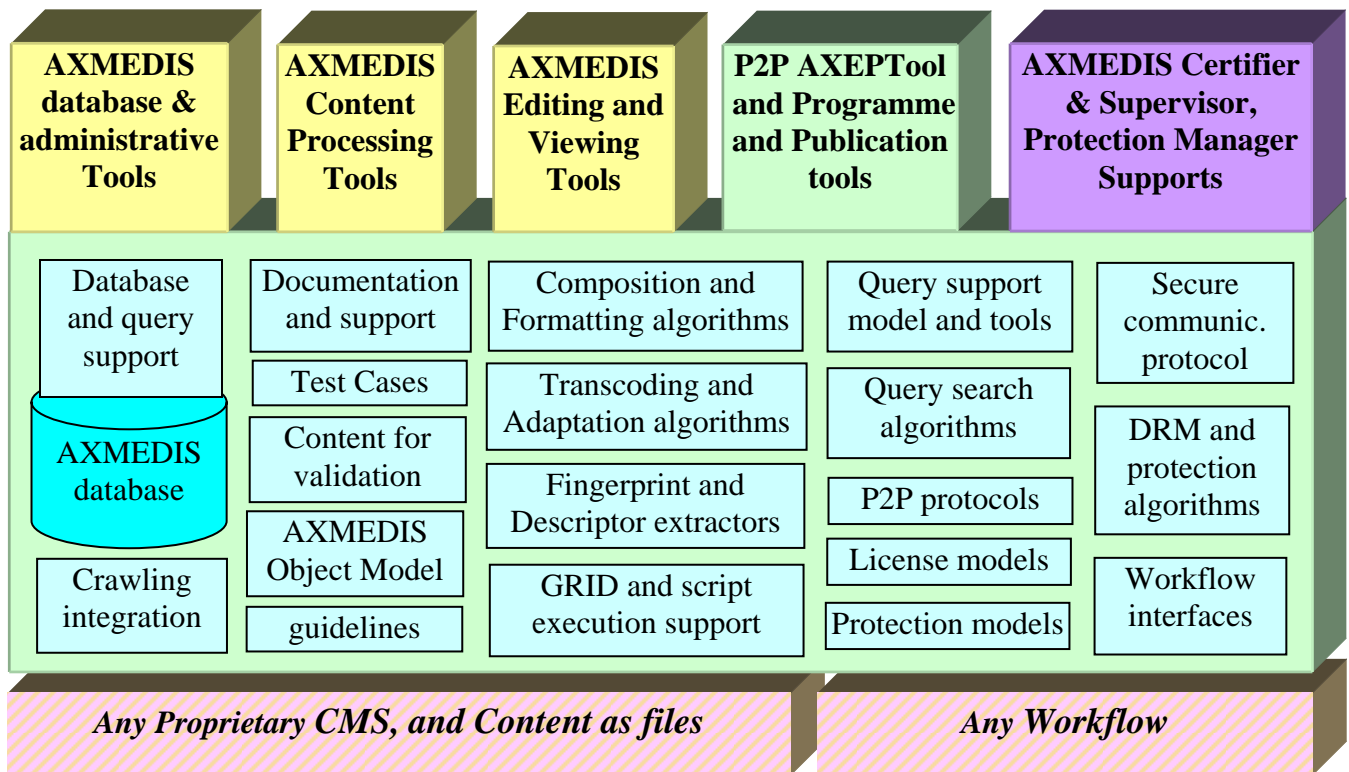 AXMEDIS
database &
administrative
Tools
AXMEDIS
Content
Processing
Tools
AXMEDIS
Editing and
Viewing
Tools
P2P AXEPTool
and Programme
and Publication
tools
AXMEDIS Certifier
& Supervisor,
Protection Manager
Supports
Database
and query
support
AXMEDIS
database
Crawling
integration
Documentation
and support
Test Cases
Content for
validation
AXMEDIS
Object Model
guidelines
Composition and
Formatting algorithms
Transcoding and
Adaptation algorithms
Fingerprint and
Descriptor extractors
GRID and script
execution support
Query support
model and tools
Query search
algorithms
P2P protocols
License models
Protection models
Secure
communic.
protocol
DRM and
protection
algorithms
Workflow
interfaces
Any Proprietary CMS, and Content as files
Any Workflow